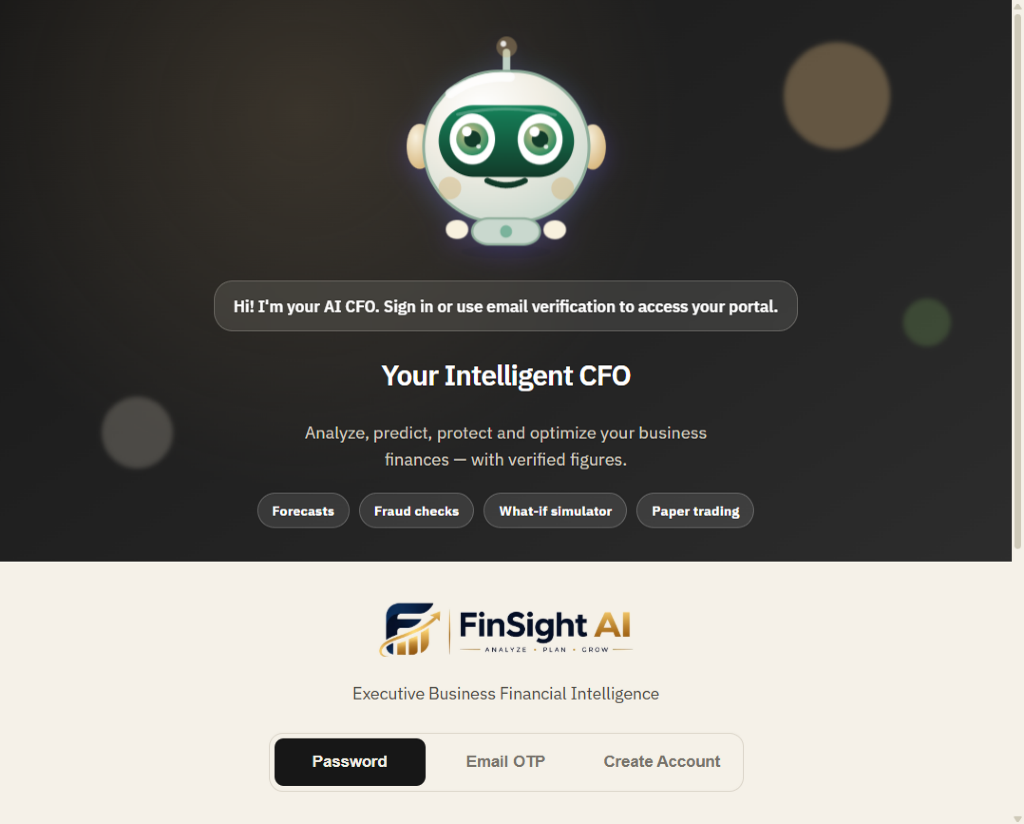 Hi! I'm your AI CFO. Sign in or use email verification to access your portal.
Your Intelligent CFO
Analyze, predict, protect and optimize your business
finances — with verified figures.
Forecasts
Fraud checks
What-if simulator
Paper trading
FinSight AI
ANALYZE • PLAN • GROW
Executive Business Financial Intelligence
Password
Email OTP
Create Account